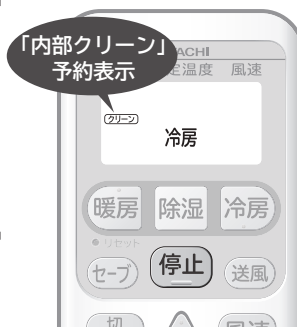 「内部クリーン」
予約表示
ACHI
定温度 風速
クリーン
冷房
暖房 除湿 冷房
リセット
セーブ 停止 送風
切 風速